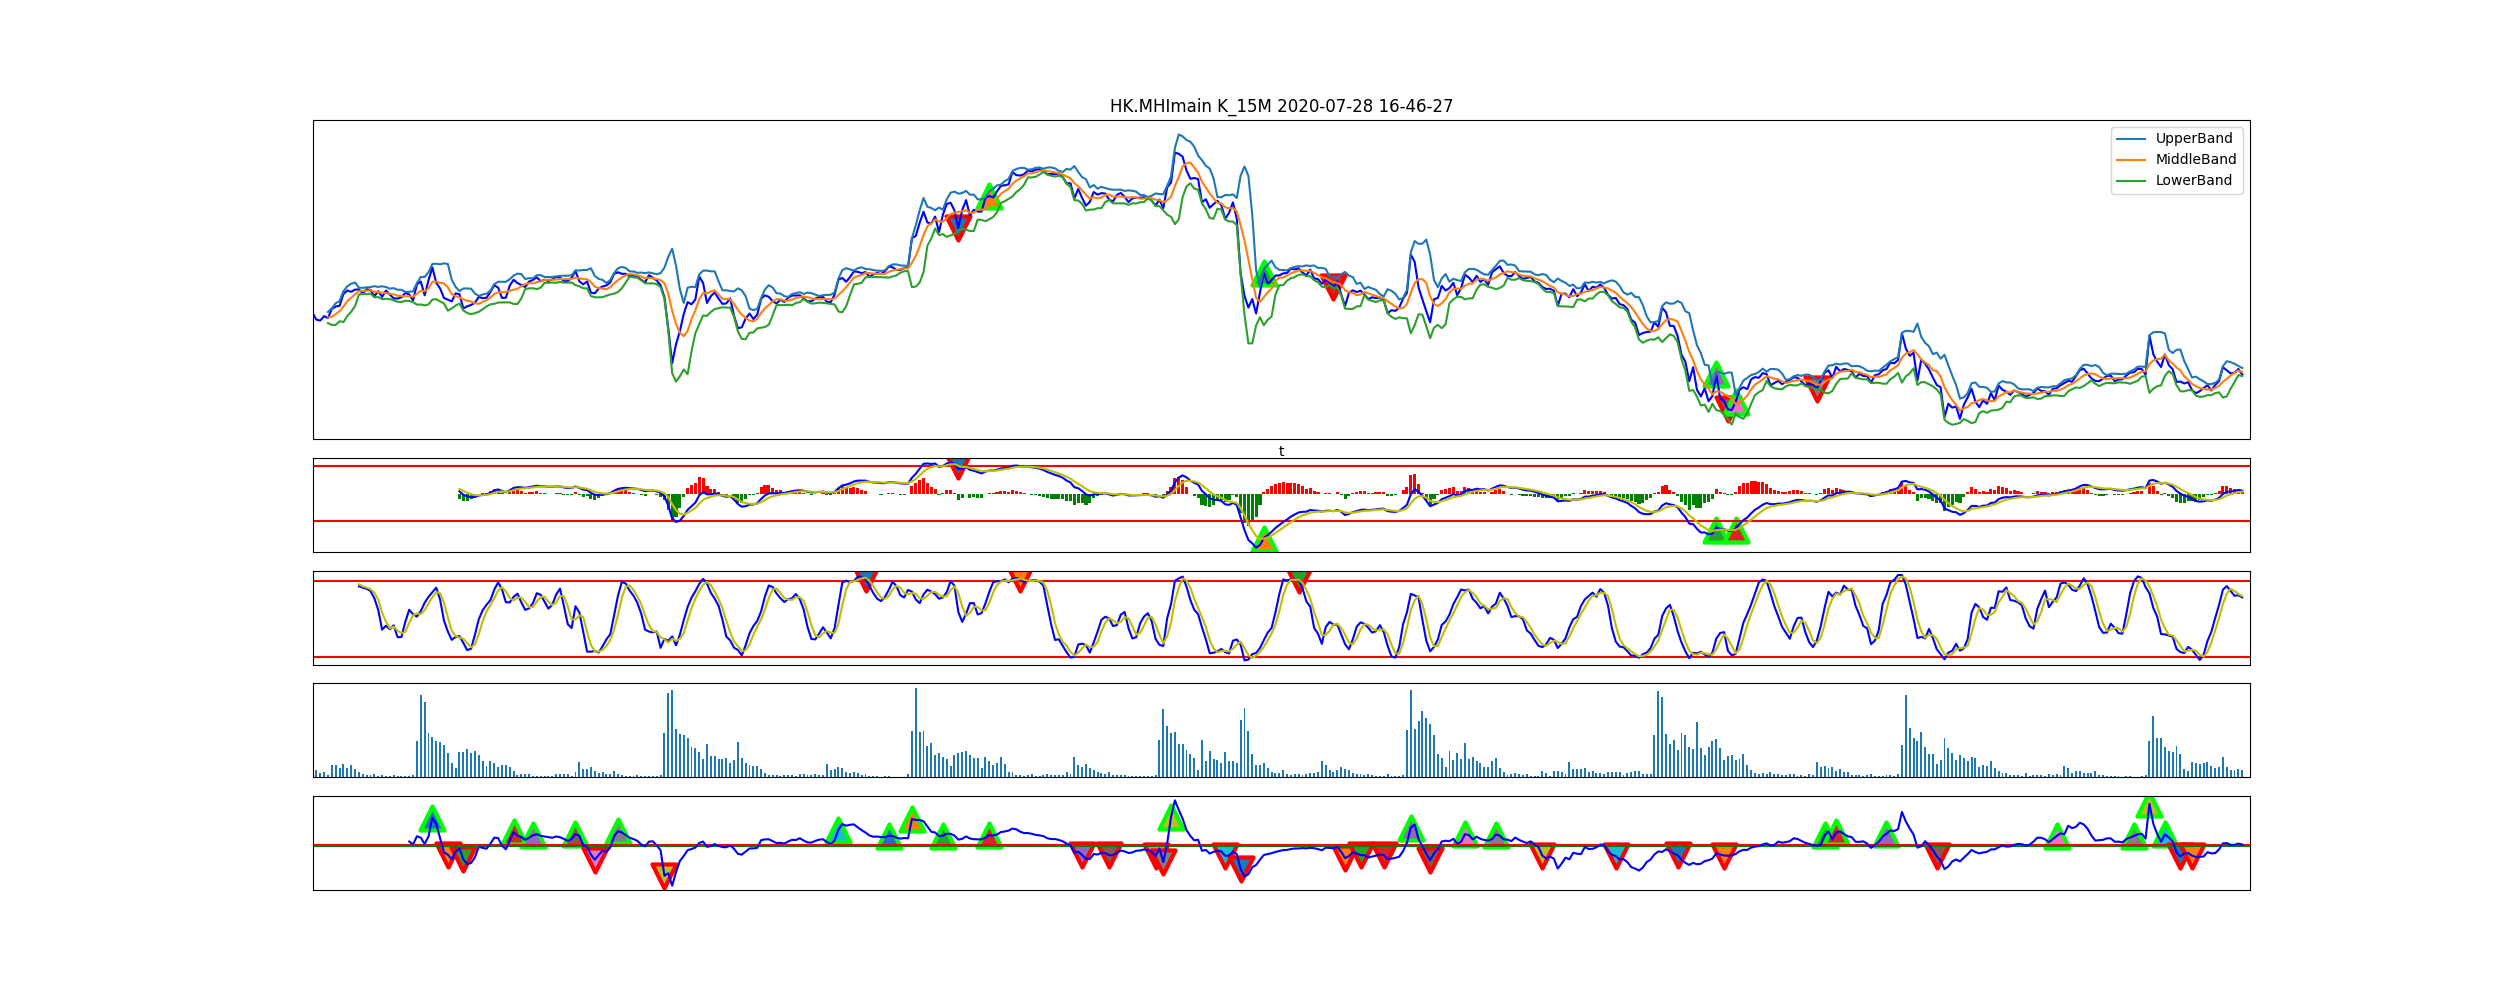 HK.MHImain K_15M 2020-07-28 16-46-27
UpperBand
MiddleBand
LowerBand
t